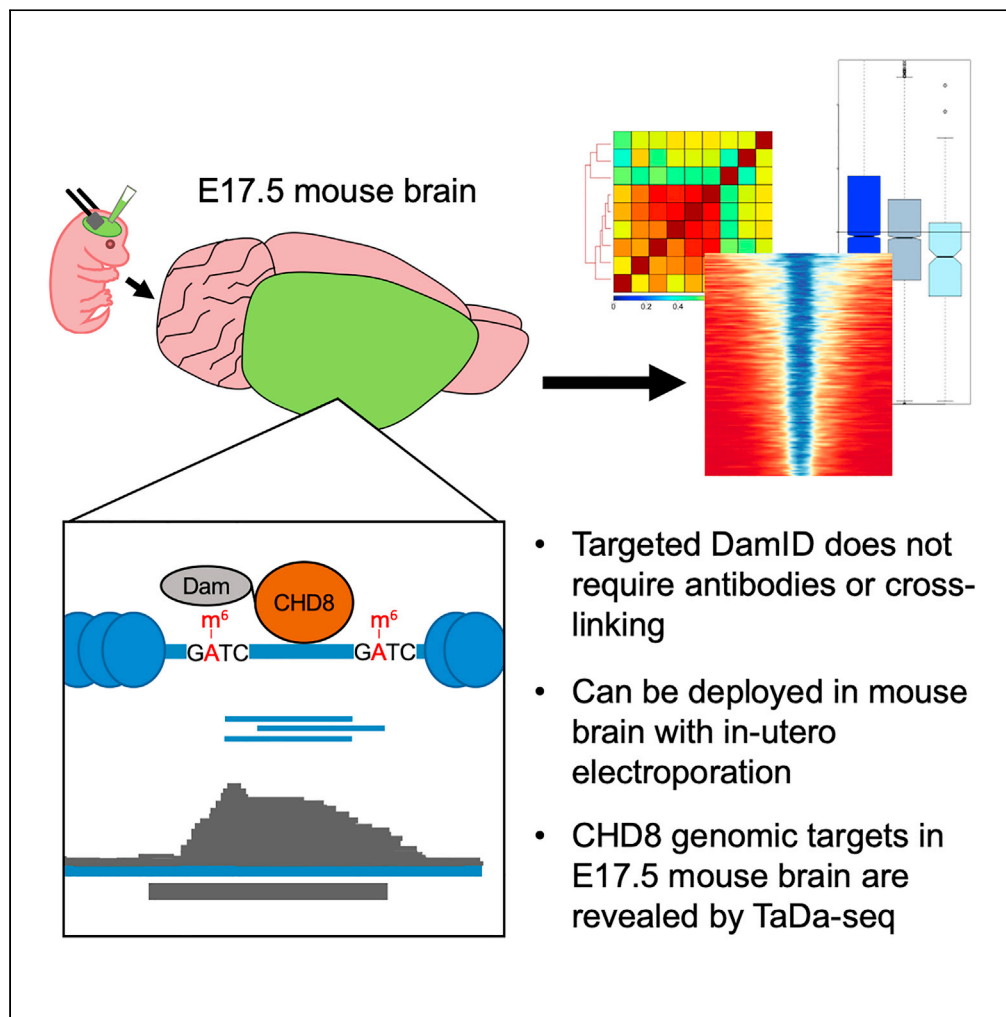 E17.5 mouse brain
0 0.2 0.4
Dam
CHD8
m6 m6
GATC GATC
• Targeted DamID does not
require antibodies or cross-
linking
• Can be deployed in mouse
brain with in-utero
electroporation
• CHD8 genomic targets in
E17.5 mouse brain are
revealed by TaDa-seq